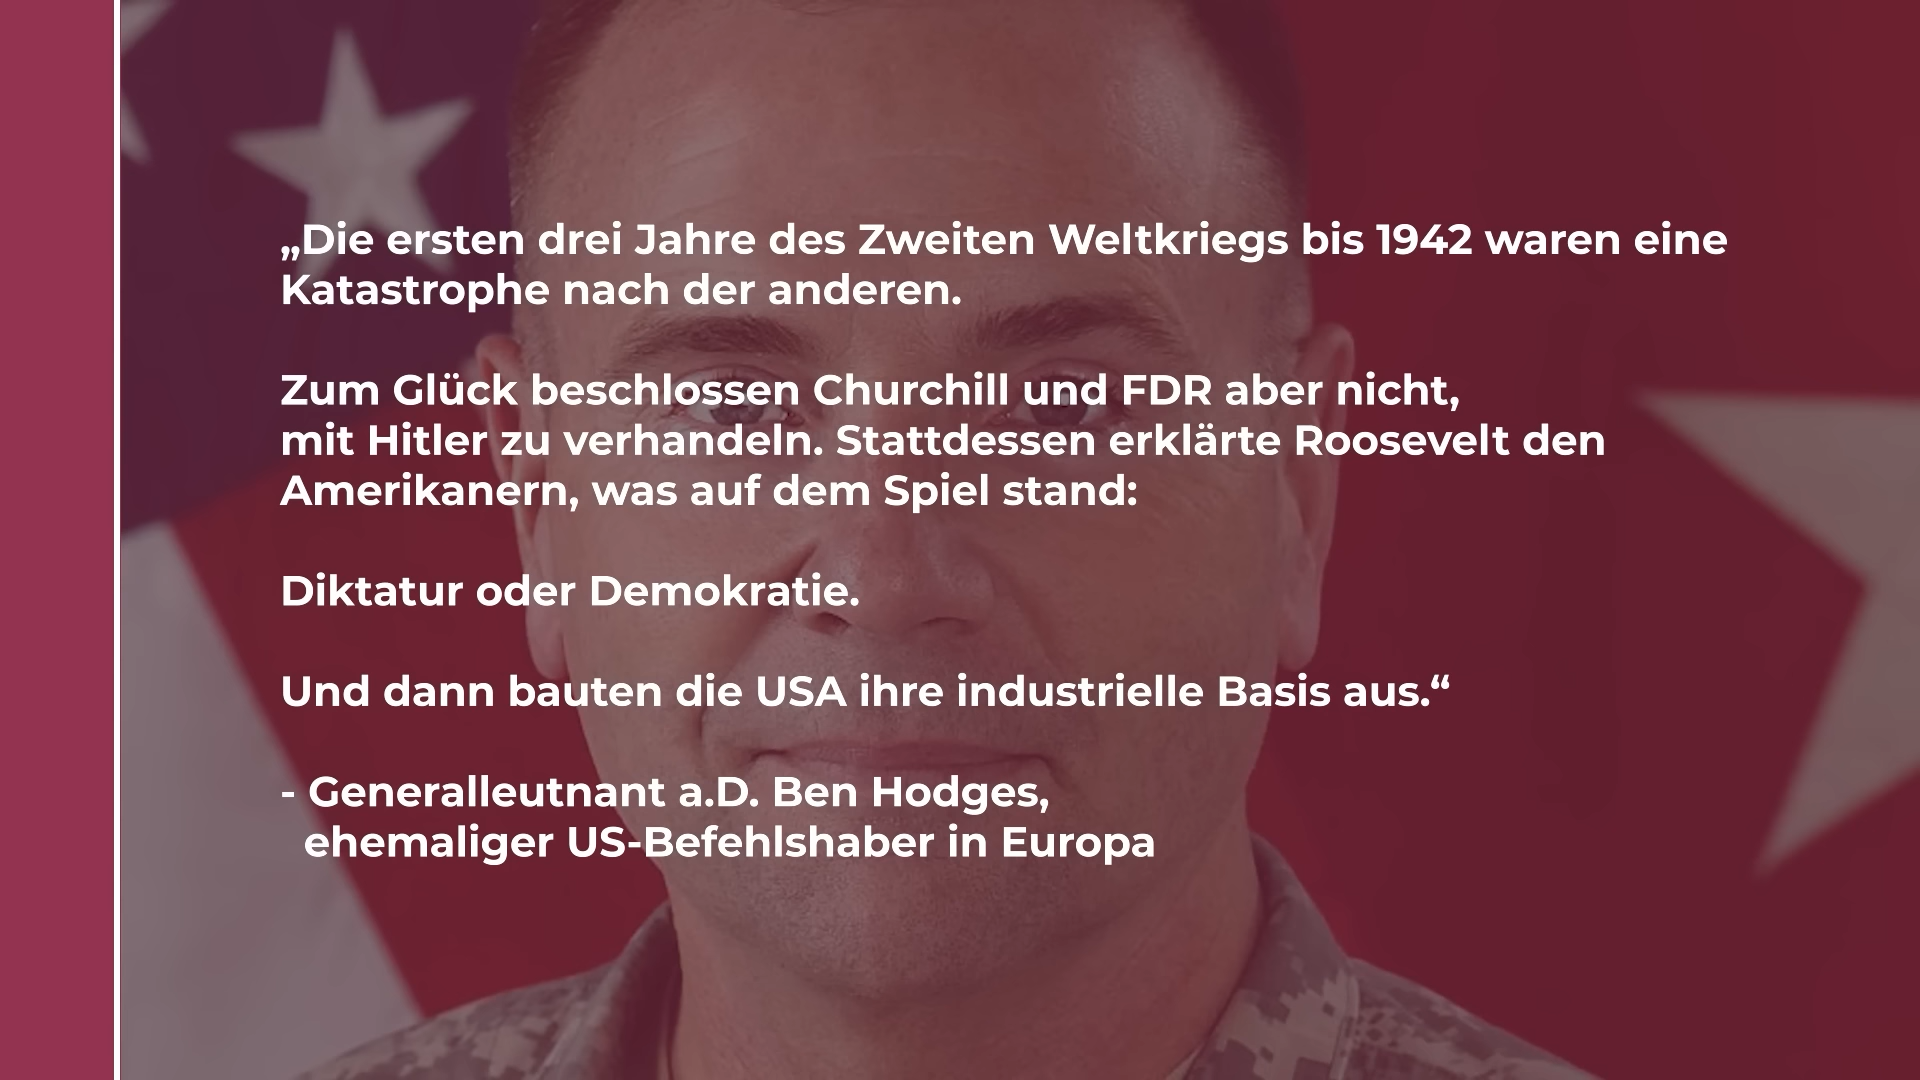 „Die ersten drei Jahre des Zweiten Weltkriegs bis 1942 waren eine
Katastrophe nach der anderen.
Zum Glück beschlossen Churchill und FDR aber nicht,
mit Hitler zu verhandeln. Stattdessen erklärte Roosevelt den
Amerikanern, was auf dem Spiel stand:
Diktatur oder Demokratie.
Und dann bauten die USA ihre industrielle Basis aus.“
- Generalleutnant a.D. Ben Hodges,
ehemaliger US-Befehlshaber in Europa